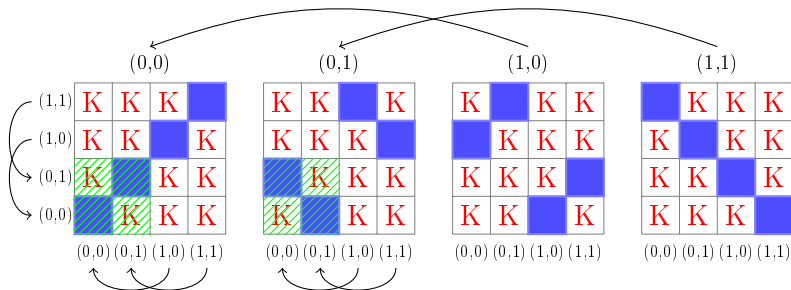 (0,0) (0,1) (1,0) (1,1)
(1,1) K K K K K K K K K K K K
(1,0) K K K K K K K K K K K K
(0,1) K K K K K K K K K K K K
(0,0) K K K K K K K K K K K K
(0,0) (0,1) (1,0) (1,1) (0,0) (0,1) (1,0) (1,1) (0,0) (0,1) (1,0) (1,1) (0,0) (0,1) (1,0) (1,1)